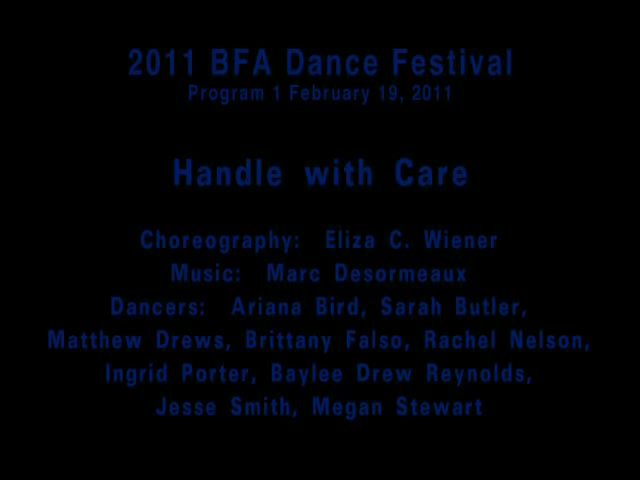 2011 BFA Dance Festival
Program 1 February 19, 2011
Handle with Care
Choreography: Eliza C. Wiener
Music: Marc Desormeaux
Dancers: Ariana Bird, Sarah Butler,
Matthew Drews, Brittany Falso, Rachel Nelson,
Ingrid Porter, Baylee Drew Reynolds,
Jesse Smith, Megan Stewart